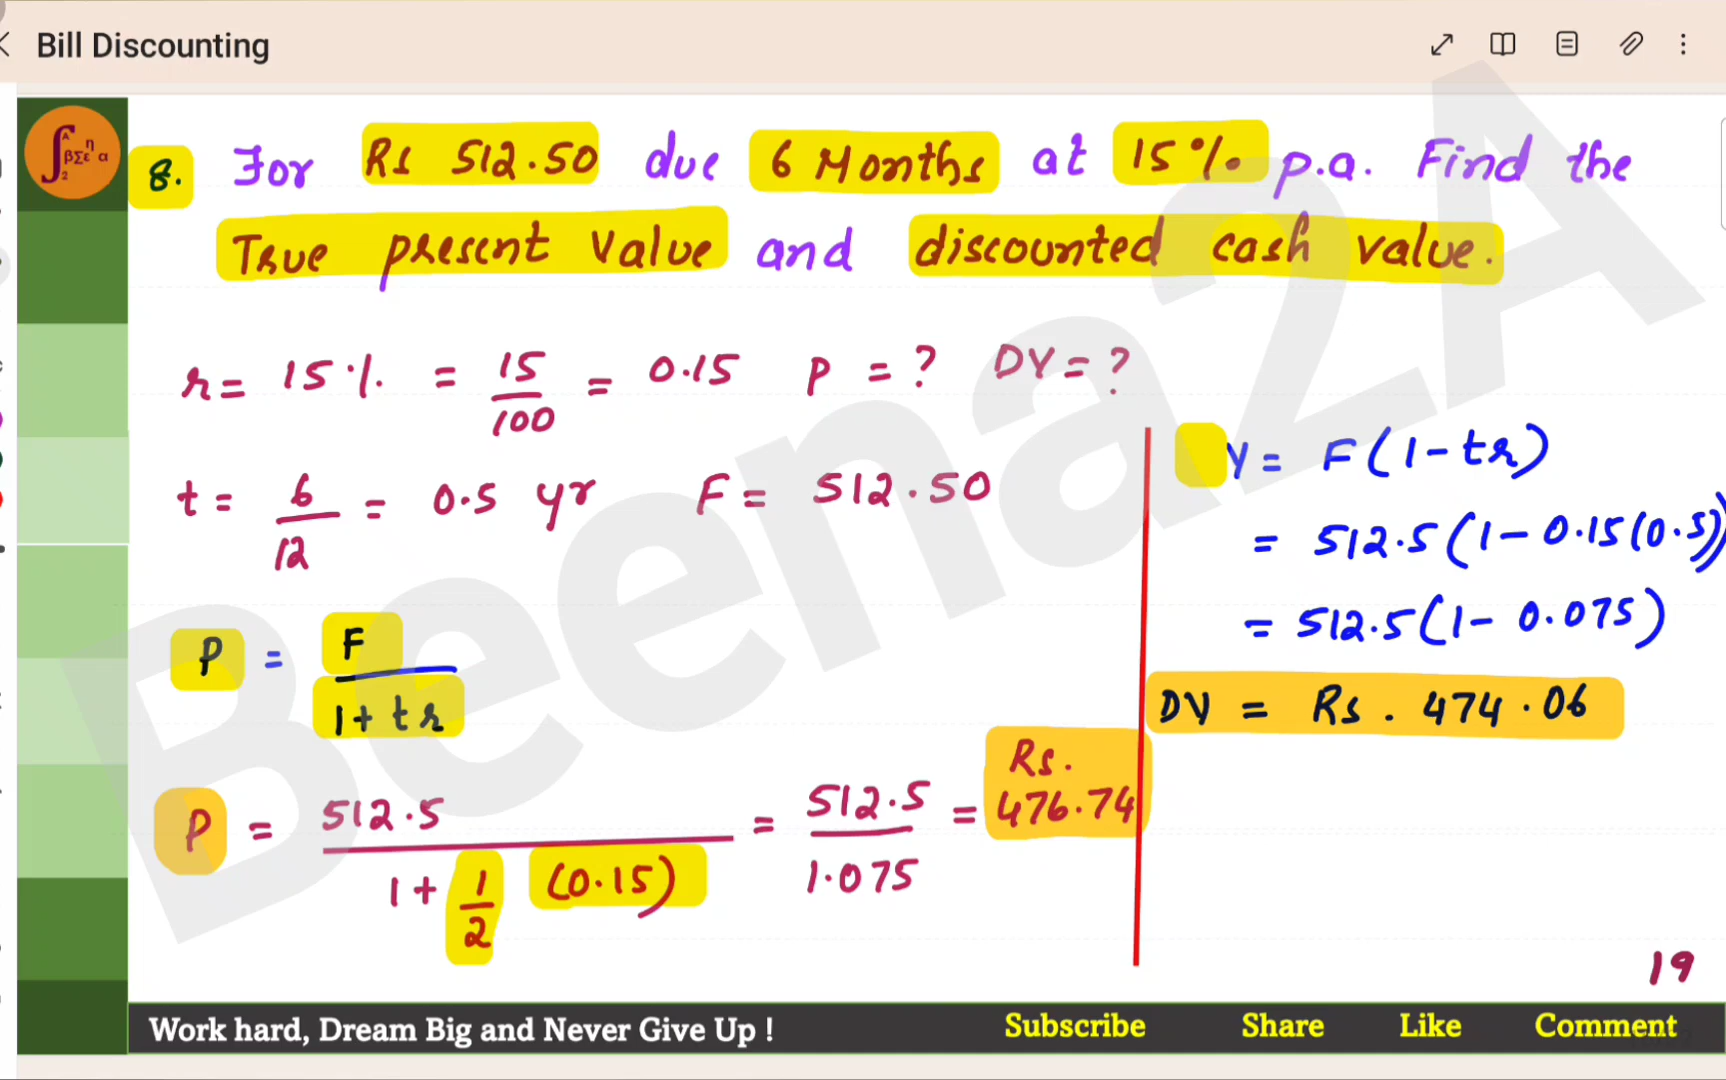 Bill Discounting
8. For Rs 512.50 due 6 Months at 15% p.a. Find the
True present Value and discounted cash value.
r = 15% = 15/100 = 0.15 P = ? DV = ?
t = 6/12 = 0.5 yr F = 512.50
P = F/1+tr
P = 512.5/1+1/2(0.15) = 512.5/1.075 = Rs. 476.74
V = F(1-tr)
= 512.5(1-0.15(0.5))
= 512.5(1-0.075)
DV = Rs. 474.06
19
Beena2A
Work hard, Dream Big and Never Give Up ! Subscribe Share Like Comment